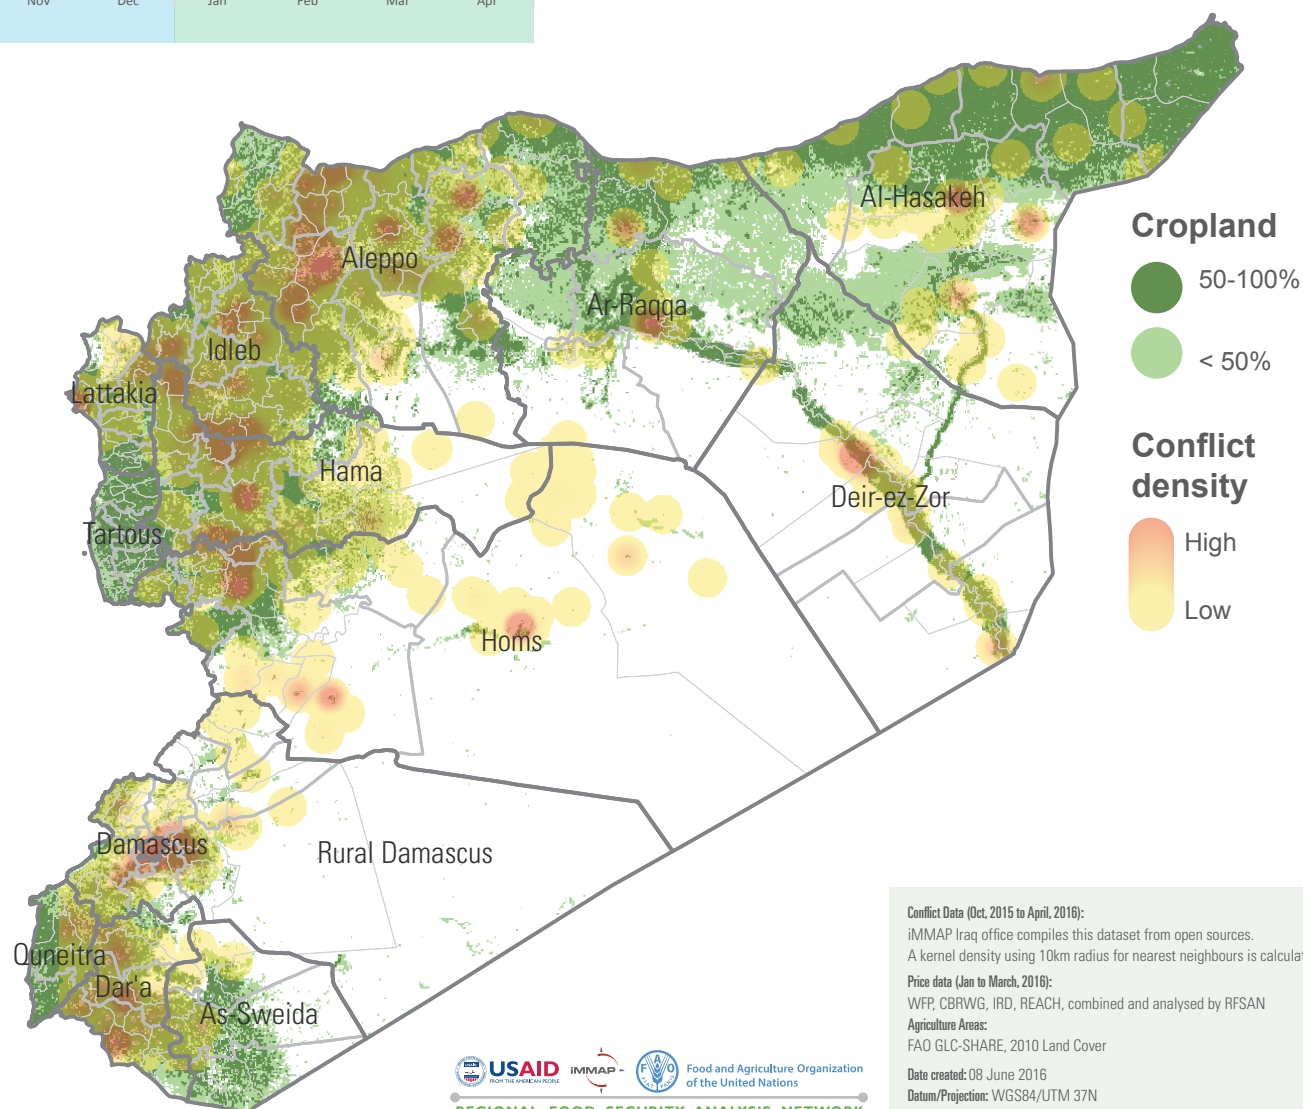 Nov Dec Jan Feb Mar Apr
Al-Hasakeh
Aleppo
Ar-Raqqa
Idleb
Lattakia
Hama
Deir-ez-Zor
Tartous
Homs
Damascus
Rural Damascus
Quneitra
Dar'a
As-Sweida
Cropland
50-100%
< 50%
Conflict
density
High
Low
Conflict Data (Oct, 2015 to April, 2016):
iMMAP Iraq office compiles this dataset from open sources.
A kernel density using 10km radius for nearest neighbours is calculat
Price data (Jan to March, 2016):
WFP, CBRWG, IRD, REACH, combined and analysed by RFSAN
Agriculture Areas:
FAO GLC-SHARE, 2010 Land Cover
Date created: 08 June 2016
Datum/Projection: WGS84/UTM 37N
USAID
FROM THE AMERICAN PEOPLE
iMMAP
FAO
Food and Agriculture Organization
of the United Nations
REGIONAL FOOD SECURITY ANALYSIS NETWORK